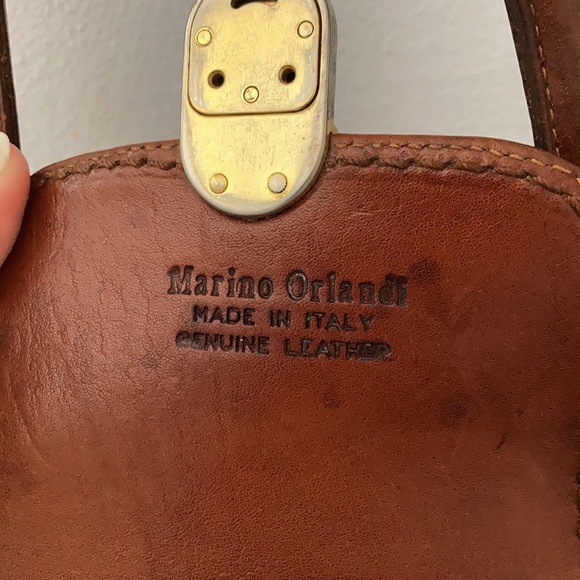 Marino Orlandi
MADE IN ITALY
GENUINE LEATHER